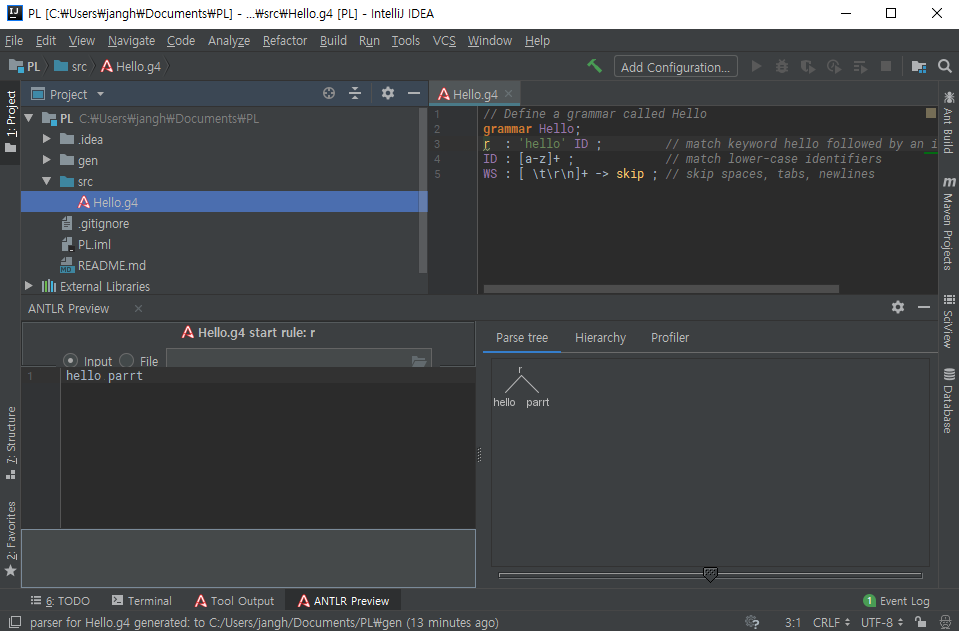 PL [C:₩Users₩jangh₩Documents₩PL] - ...₩src₩Hello.g4 [PL] - IntelliJ IDEA
File Edit View Navigate Code Analyze Refactor Build Run Tools VCS Window Help
PL src Hello.g4 Add Configuration...
1: Project
Project
PL C:₩Users₩jangh₩Documents₩PL
.idea
gen
src
Hello.g4
.gitignore
PL.iml
README.md
External Libraries
Hello.g4
1 // Define a grammar called Hello
2 grammar Hello;
3 r : 'hello' ID ; // match keyword hello followed by an i
4 ID : [a-z]+ ; // match lower-case identifiers
5 WS : [ \t\r\n]+ -> skip ; // skip spaces, tabs, newlines
Ant Build
Maven Projects
SciView
Database
ANTLR Preview
Hello.g4 start rule: r
Input File
1 hello parrt
Parse tree Hierarchy Profiler
r
hello parrt
7: Structure
2: Favorites
6: TODO Terminal Tool Output ANTLR Preview 1 Event Log
parser for Hello.g4 generated: to C:/Users/jangh/Documents/PL₩gen (13 minutes ago) 3:1 CRLF UTF-8